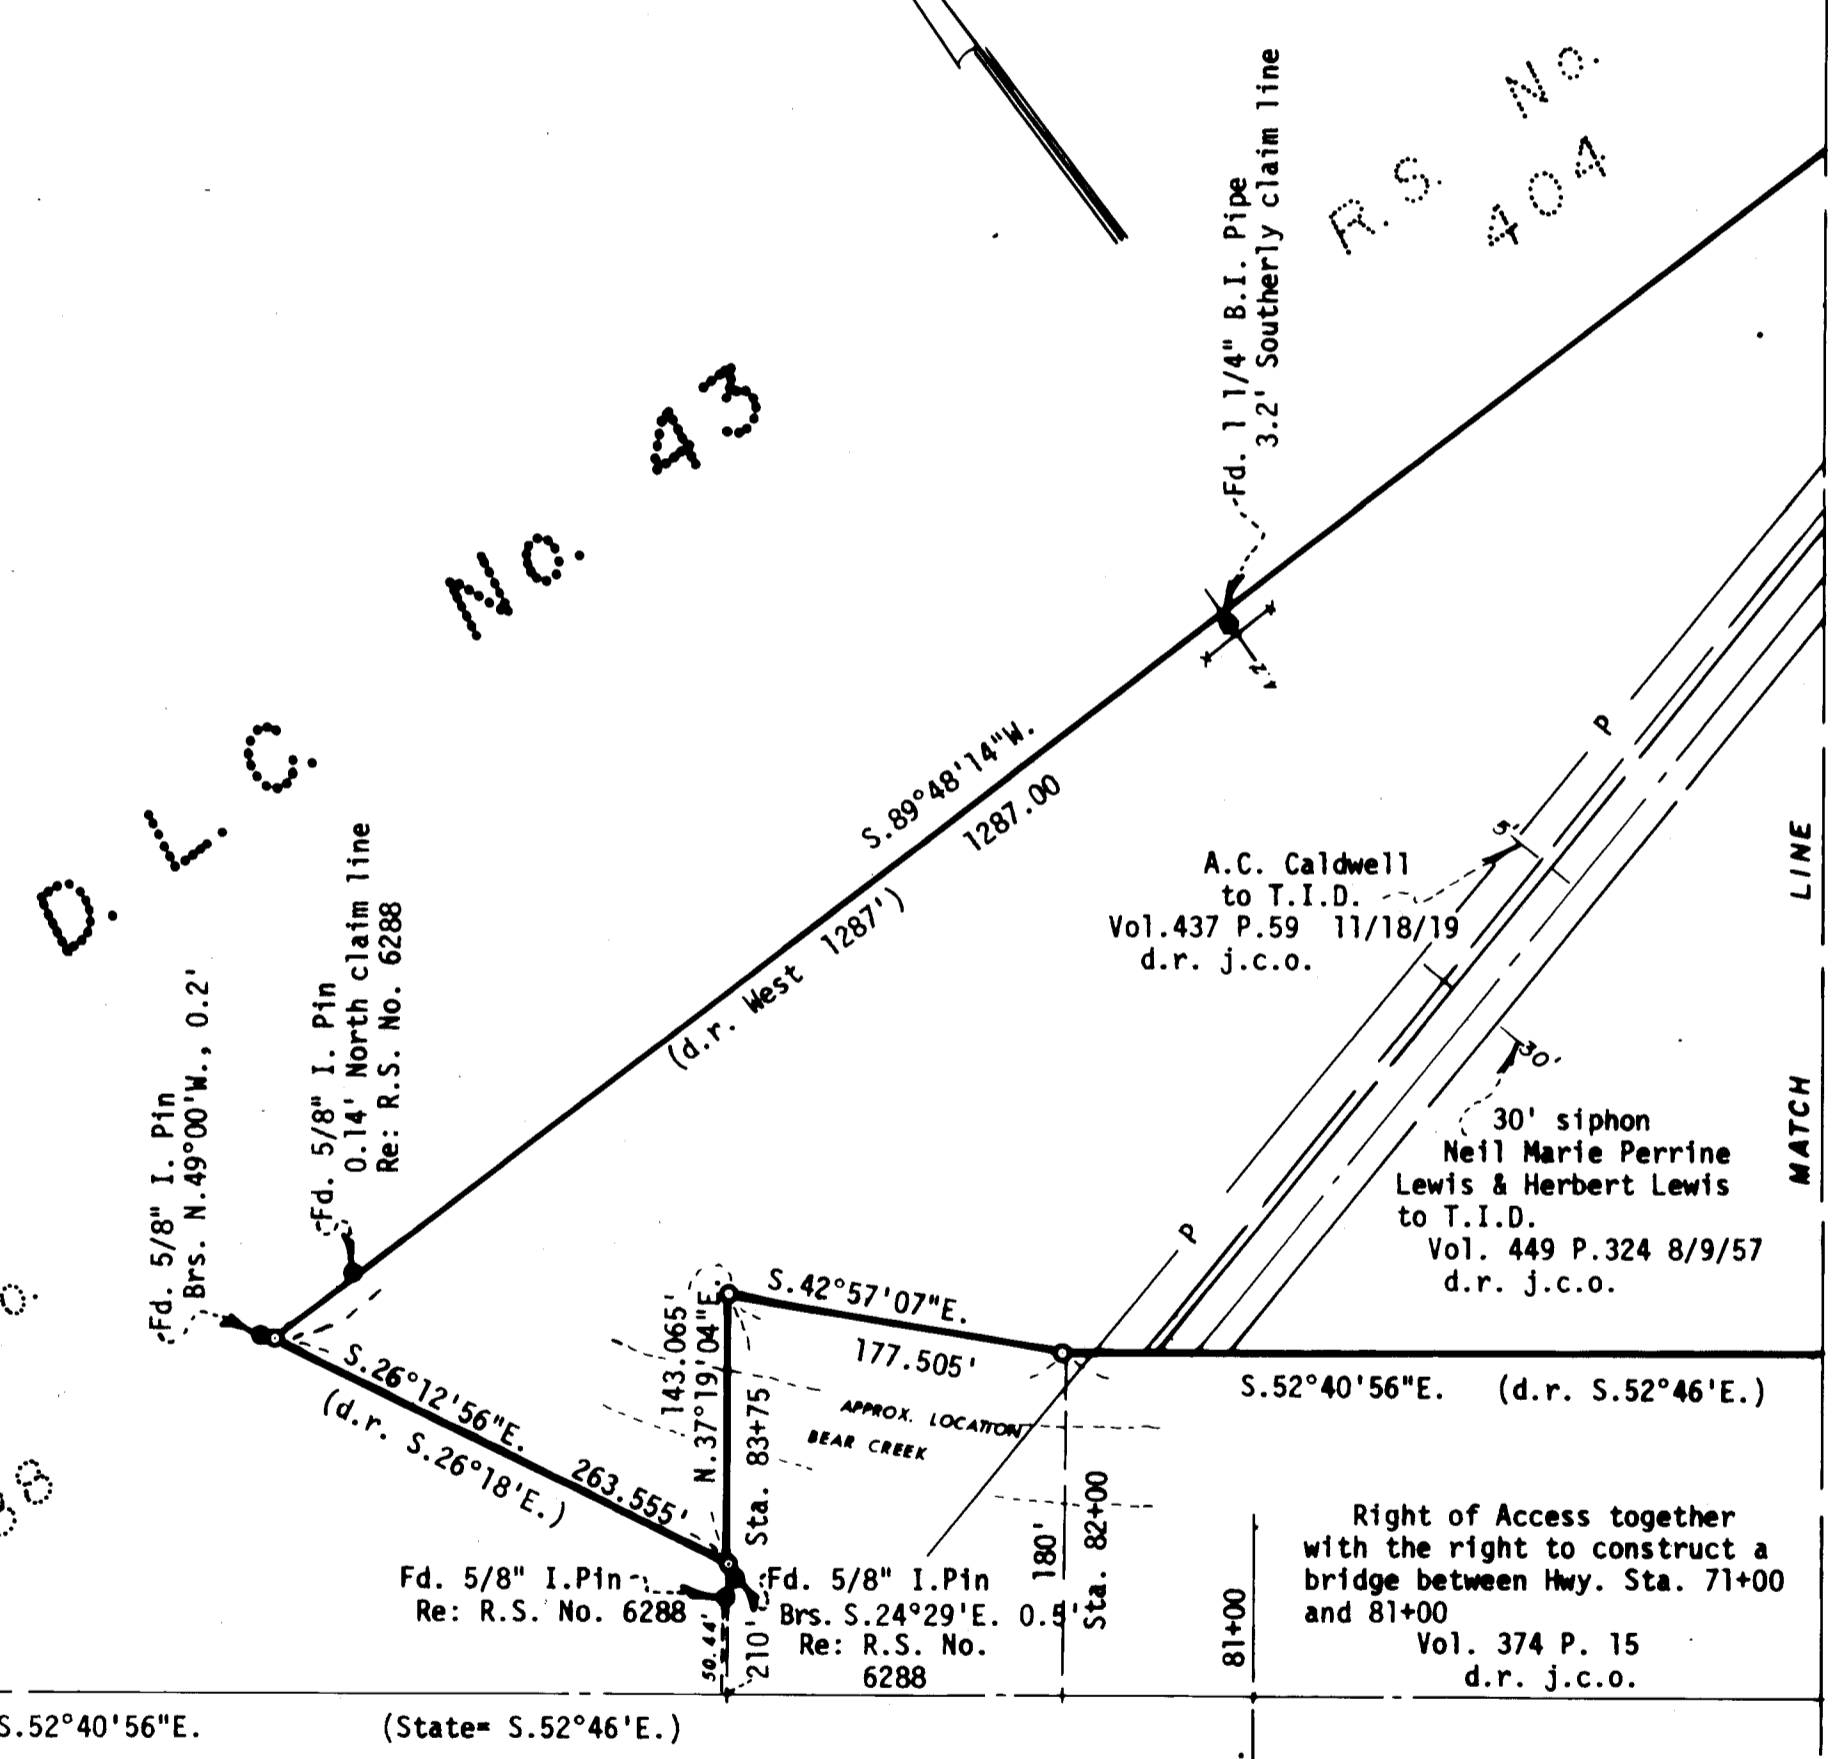 R.S. No.
404
Fd. 1 1/4" B.I. Pipe
3.2' Southerly claim line
D. L. C. No. 43
S.89°48'14"W.
1287.00
(d.r. West 1287')
5'
A.C. Caldwell
to T.I.D.
Vol.437 P.59 11/18/19
d.r. j.c.o.
P
MATCH LINE
30'
30' siphon
Neil Marie Perrine
Lewis & Herbert Lewis
to T.I.D.
Vol. 449 P.324 8/9/57
d.r. j.c.o.
P
Fd. 5/8" I. Pin
Brs. N.49°00'W., 0.2'
Fd. 5/8" I. Pin
0.14' North claim line
Re: R.S. No. 6288
S.26°12'56"E.
263.555'
(d.r. S.26°18'E.)
143.065'
N.37°19'04"E.
Sta. 83+75
S.42°57'07"E.
177.505'
APPROX. LOCATION
BEAR CREEK
S.52°40'56"E. (d.r. S.52°46'E.)
180'
Sta. 82+00
81+00
Right of Access together
with the right to construct a
bridge between Hwy. Sta. 71+00
and 81+00
Vol. 374 P. 15
d.r. j.c.o.
Fd. 5/8" I.Pin
Re: R.S. No. 6288
50.44'
210'
Fd. 5/8" I.Pin
Brs. S.24°29'E. 0.5'
Re: R.S. No.
6288
S.52°40'56"E. (State= S.52°46'E.)